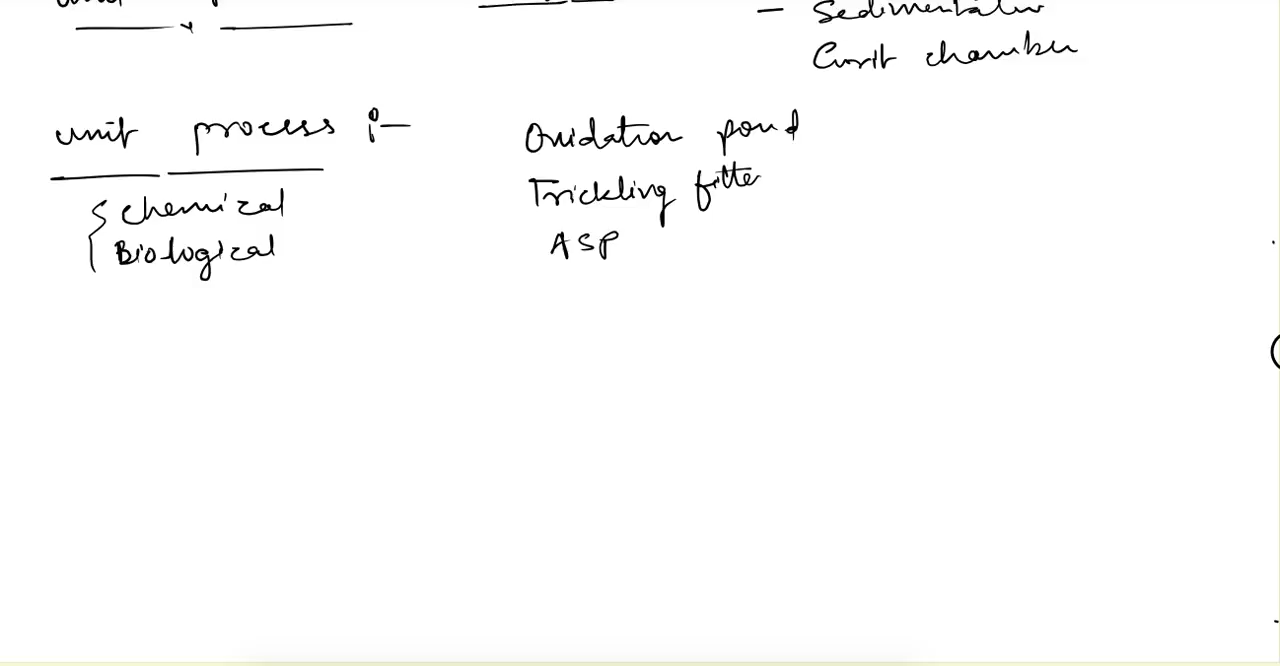 - Sedimentation
Grit chamber
unit process :- Oxidation pond
{ chemical Trickling filter
Biological ASP